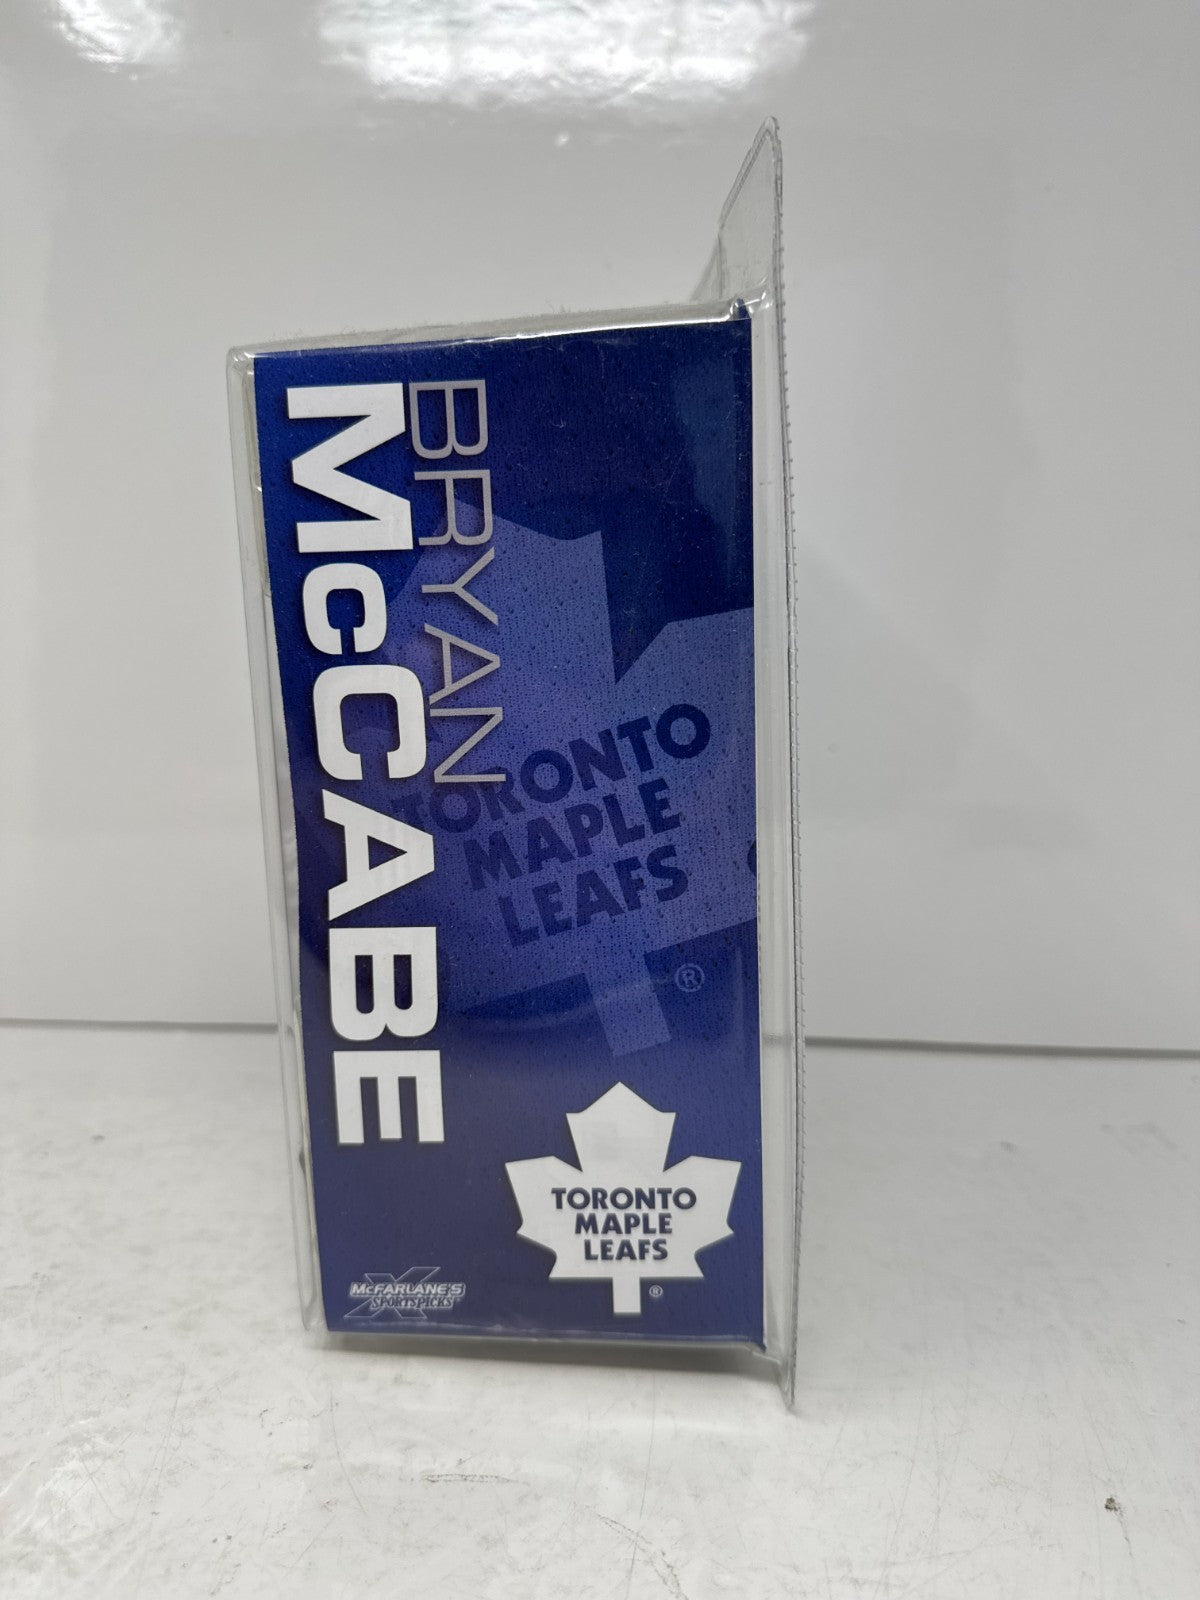 BRYAN
McCABE
TORONTO
MAPLE
LEAFS
®
TORONTO
MAPLE
LEAFS
®
McFARLANE'S
SPORTSPICKS